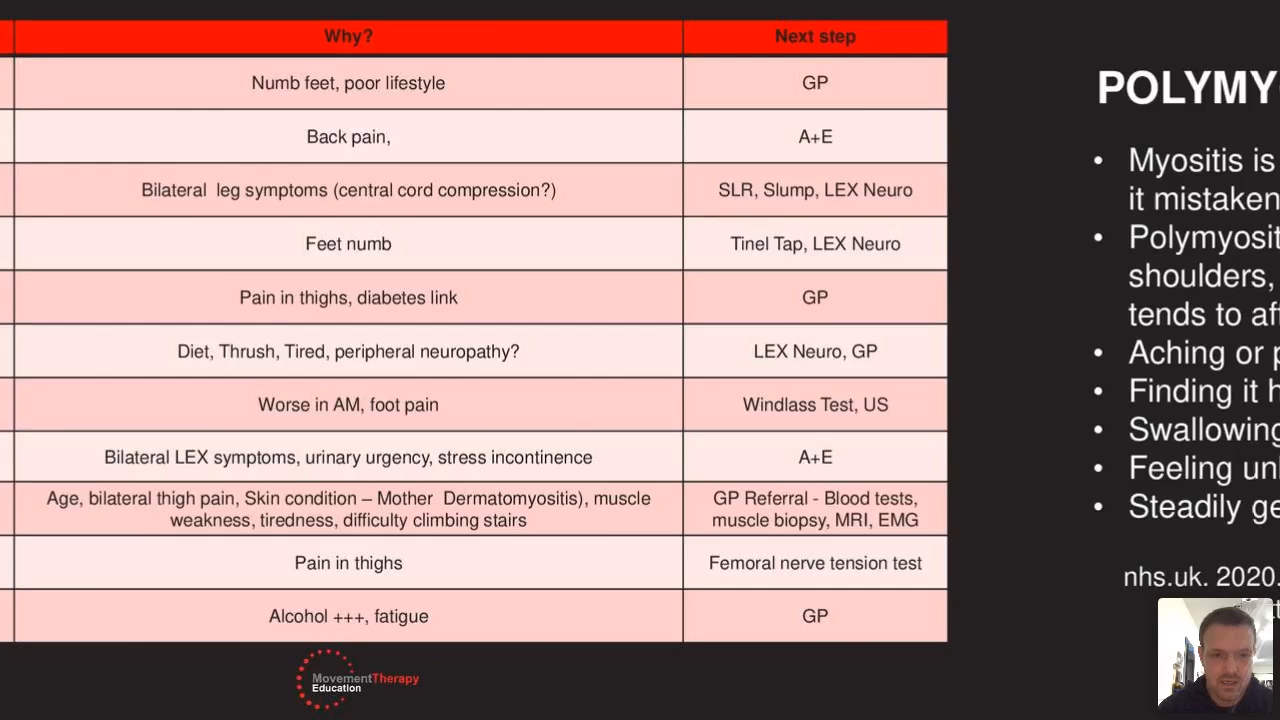 Why?
Next step
Numb feet, poor lifestyle
GP
Back pain,
A+E
Bilateral leg symptoms (central cord compression?)
SLR, Slump, LEX Neuro
Feet numb
Tinel Tap, LEX Neuro
Pain in thighs, diabetes link
GP
Diet, Thrush, Tired, peripheral neuropathy?
LEX Neuro, GP
Worse in AM, foot pain
Windlass Test, US
Bilateral LEX symptoms, urinary urgency, stress incontinence
A+E
Age, bilateral thigh pain, Skin condition – Mother Dermatomyositis), muscle
weakness, tiredness, difficulty climbing stairs
GP Referral - Blood tests,
muscle biopsy, MRI, EMG
Pain in thighs
Femoral nerve tension test
Alcohol +++, fatigue
GP
MovementTherapy
Education
• Myositis is
it mistaken
•
shoulders,
tends to
• Aching or
• Finding it
• Swallowing
• Feeling
• Steadily
nhs.uk. 2020.